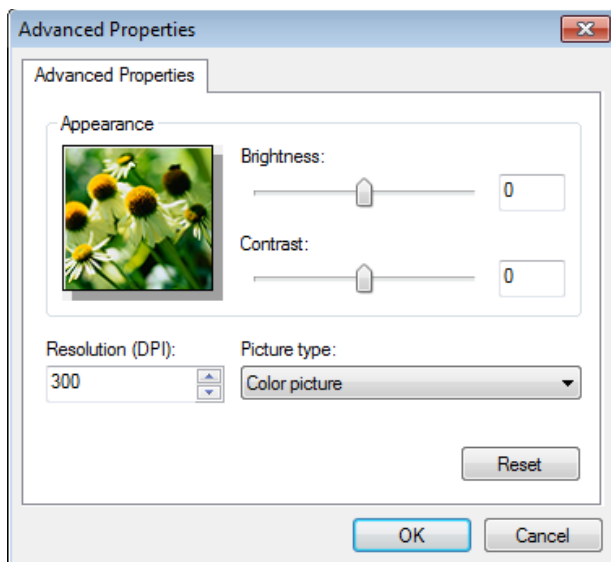 Advanced Properties
Advanced Properties
Appearance
Brightness:
0
Contrast:
0
Resolution (DPI):
300
Picture type:
Color picture
Reset
OK
Cancel